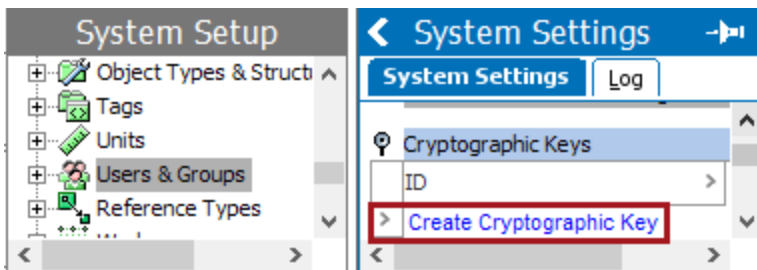 System Setup
Object Types & Struct
Tags
Units
Users & Groups
Reference Types
System Settings
System Settings
Log
Cryptographic Keys
ID
Create Cryptographic Key